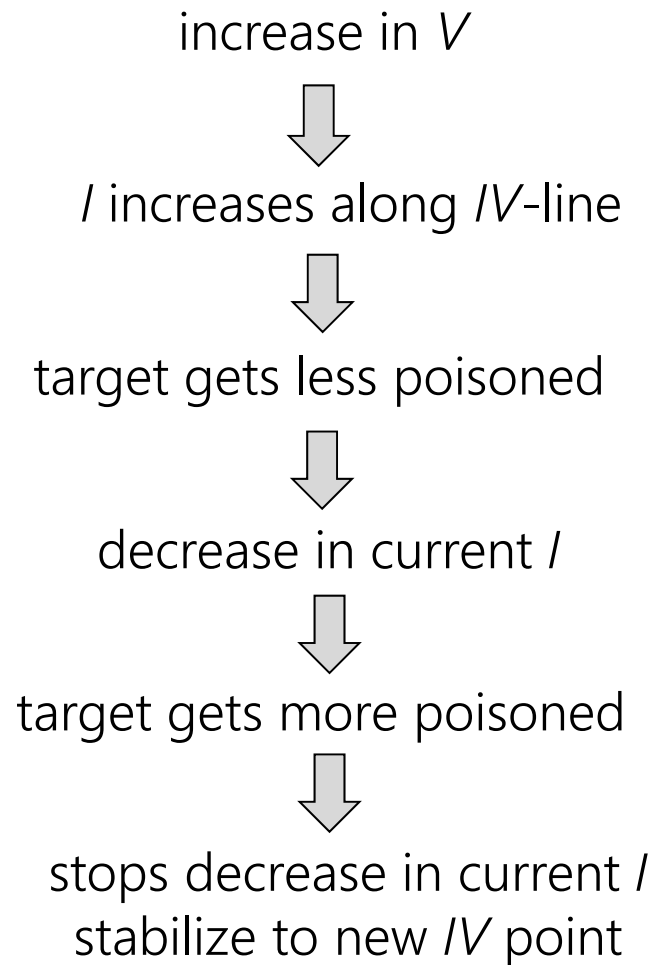 increase in V
I increases along IV-line
target gets less poisoned
decrease in current I
target gets more poisoned
stops decrease in current I
stabilize to new IV point